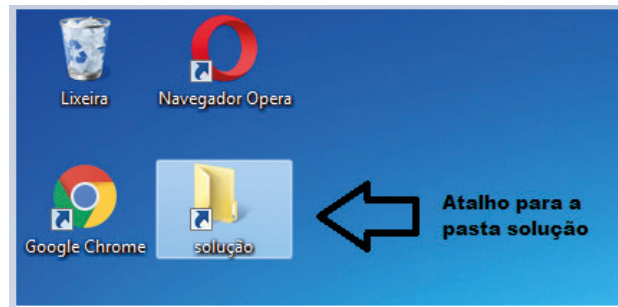 Lixeira
Navegador Opera
Google Chrome
solução
Atalho para a
pasta solução